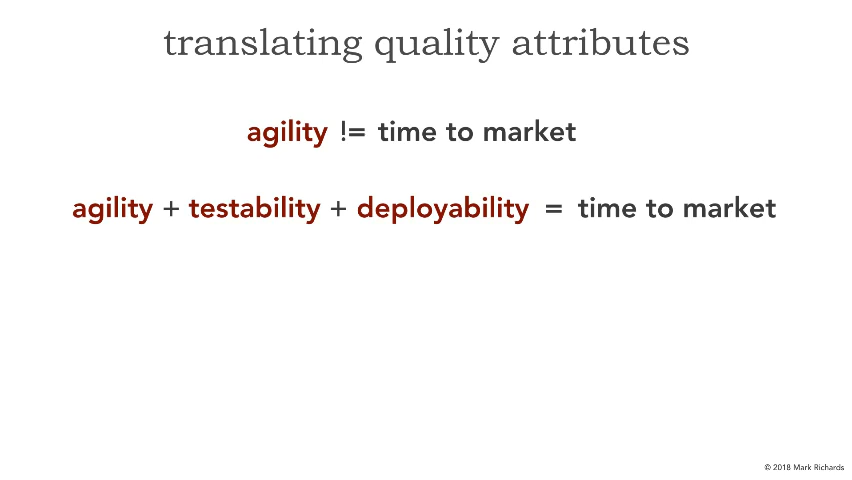 translating quality attributes
agility != time to market
agility + testability + deployability = time to market
© 2018 Mark Richards